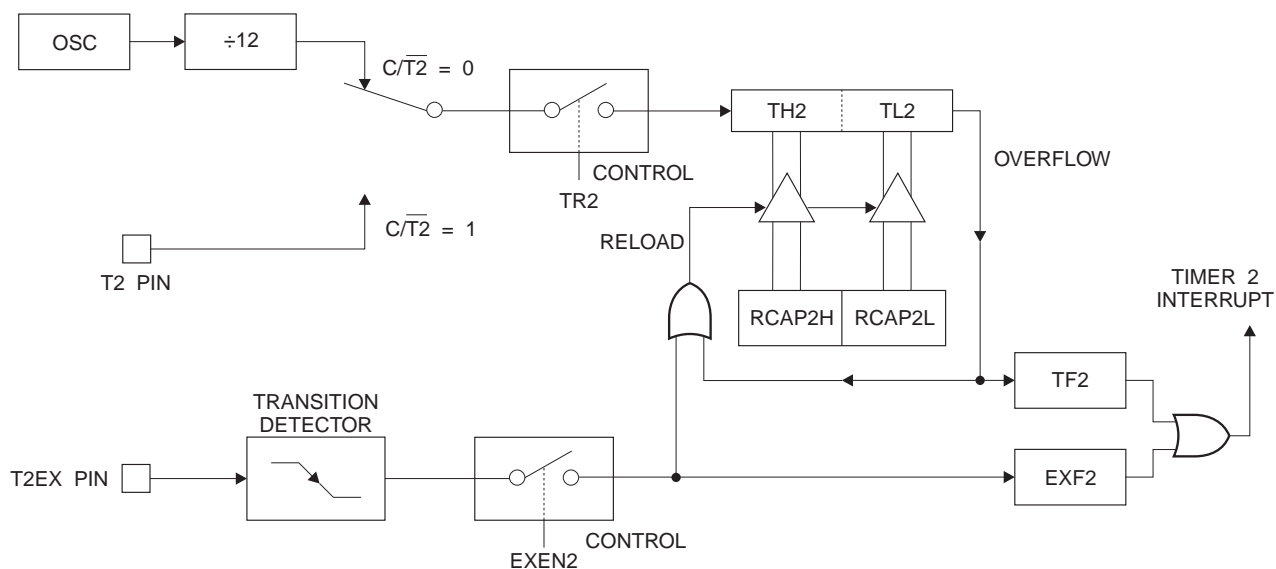 OSC
÷12
C/T2̅ = 0
TH2
TL2
OVERFLOW
CONTROL
TR2
C/T2̅ = 1
RELOAD
T2 PIN
TIMER 2
INTERRUPT
RCAP2H
RCAP2L
TF2
TRANSITION
DETECTOR
T2EX PIN
EXF2
CONTROL
EXEN2